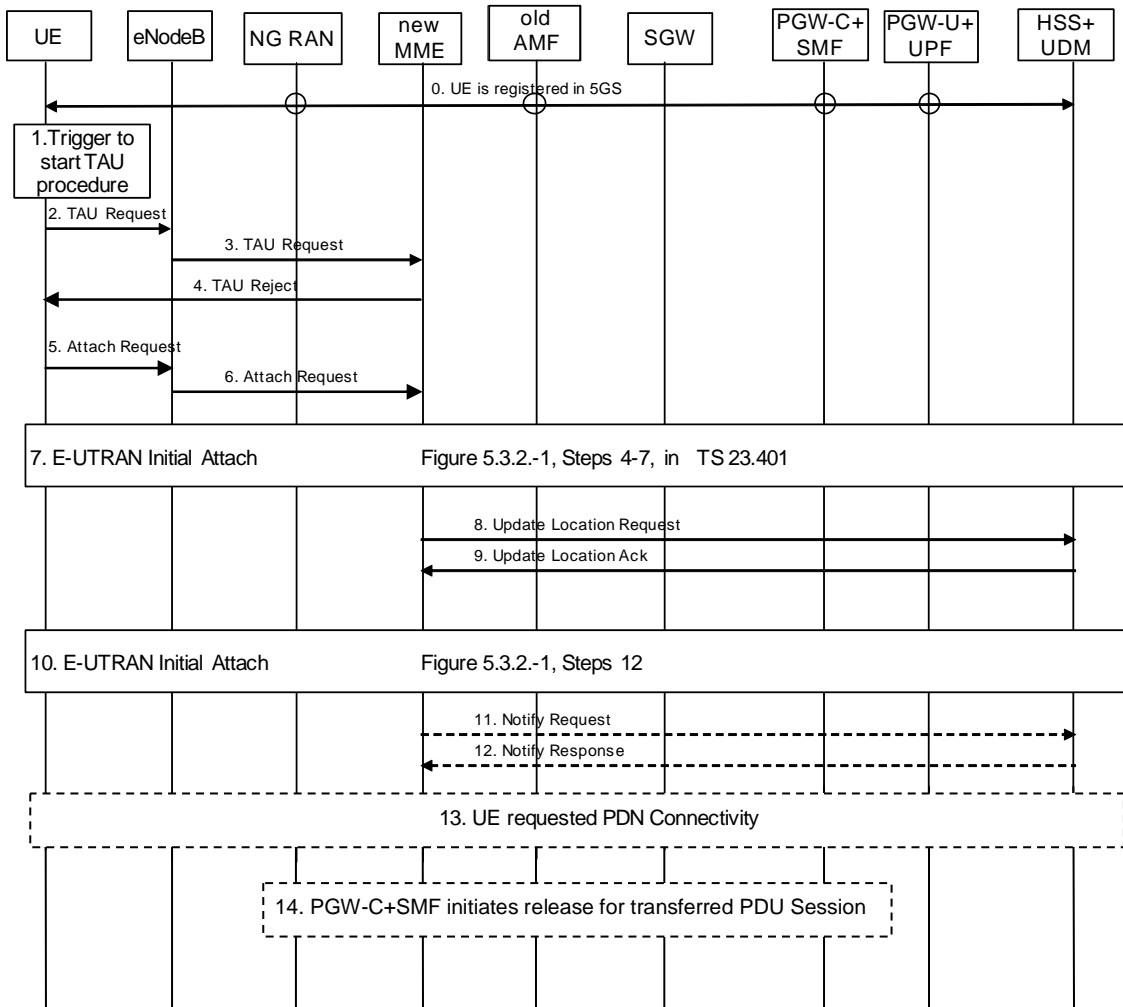 UE
eNodeB
NG RAN
new
MME
old
AMF
SGW
PGW-C+
SMF
PGW-U+
UPF
HSS+
UDM
0. UE is registered in 5GS
1.Trigger to
start TAU
procedure
2. TAU Request
3. TAU Request
4. TAU Reject
5. Attach Request
6. Attach Request
7. E-UTRAN Initial Attach Figure 5.3.2.-1, Steps 4-7, in TS 23.401
8. Update Location Request
9. Update Location Ack
10. E-UTRAN Initial Attach Figure 5.3.2.-1, Steps 12
11. Notify Request
12. Notify Response
13. UE requested PDN Connectivity
14. PGW-C+SMF initiates release for transferred PDU Session